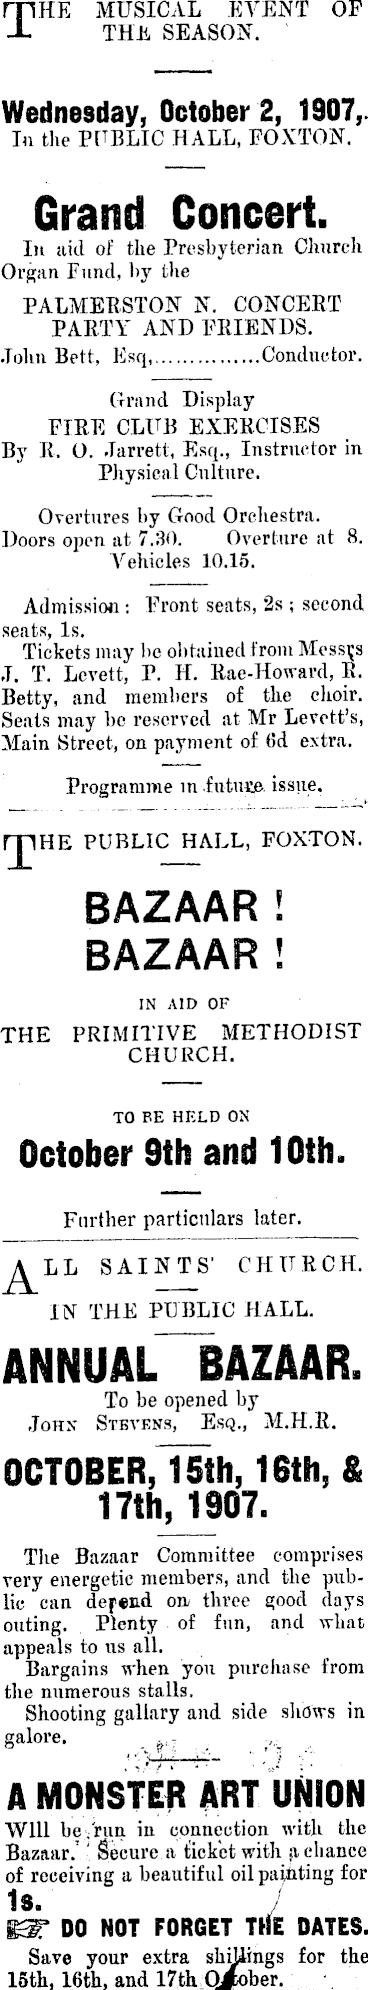 THE MUSICAL EVENT OF
THE SEASON.
Wednesday, October 2, 1907,
In the PUBLIC HALL, FOXTON.
Grand Concert.
In aid of the Presbyterian Church
Organ Fund, by the
PALMERSTON N. CONCERT
PARTY AND FRIENDS.
John Bett, Esq,..............Conductor.
Grand Display
FIRE CLUB EXERCISES
By R. O. Jarrett, Esq., Instructor in
Physical Culture.
Overtures by Good Orchestra.
Doors open at 7.30. Overture at 8.
Vehicles 10.15.
Admission: Front seats, 2s; second
seats, 1s.
Tickets may be obtained from Messrs
J. T. Levett, P. H. Rae-Howard, R.
Betty, and members of the choir.
Seats may be reserved at Mr Levett's,
Main Street, on payment of 6d extra.
Programme in future issue.
THE PUBLIC HALL, FOXTON.
BAZAAR!
BAZAAR!
IN AID OF
THE PRIMITIVE METHODIST
CHURCH.
TO BE HELD ON
October 9th and 10th.
Further particulars later.
ALL SAINTS' CHURCH.
IN THE PUBLIC HALL.
ANNUAL BAZAAR.
To be opened by
JOHN STEVENS, ESQ., M.H.R.
OCTOBER, 15th, 16th, &
17th, 1907.
The Bazaar Committee comprises
very energetic members, and the pub-
lic can depend on three good days
outing. Plenty of fun, and what
appeals to us all.
Bargains when you purchase from
the numerous stalls.
Shooting gallary and side shows in
galore.
A MONSTER ART UNION
Will be run in connection with the
Bazaar. Secure a ticket with a chance
of receiving a beautiful oil painting for
1s.
☞ DO NOT FORGET THE DATES.
Save your extra shillings for the
15th, 16th, and 17th October.